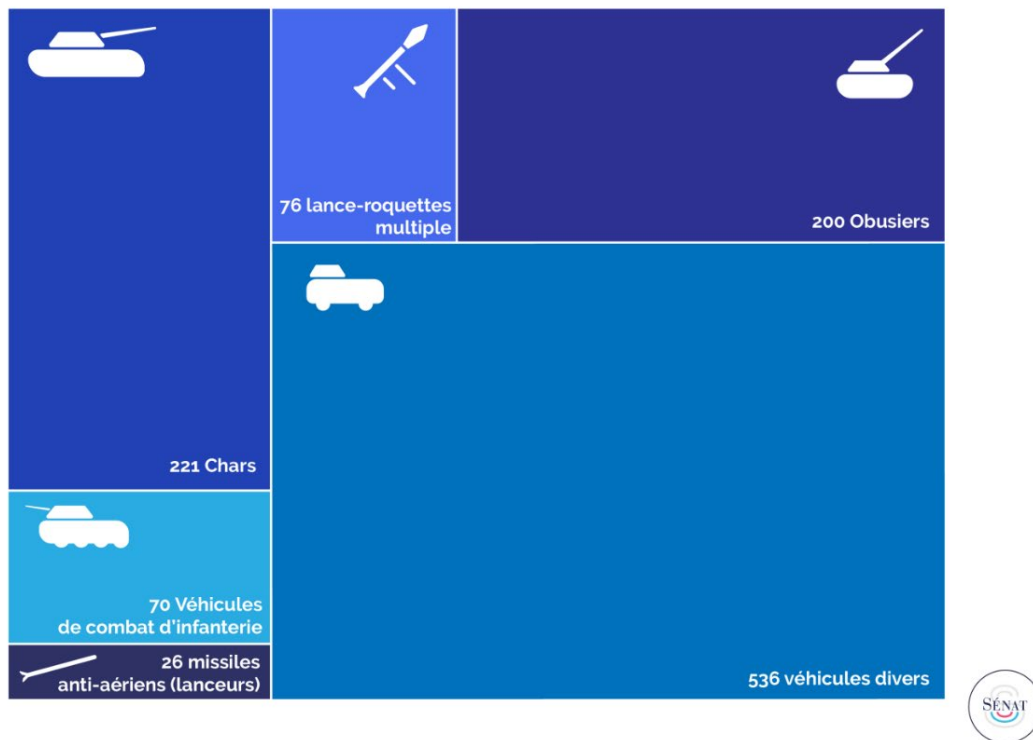 76 lance-roquettes
multiple
200 Obusiers
221 Chars
70 Véhicules
de combat d'infanterie
26 missiles
anti-aériens (lanceurs)
536 véhicules divers
SÉNAT